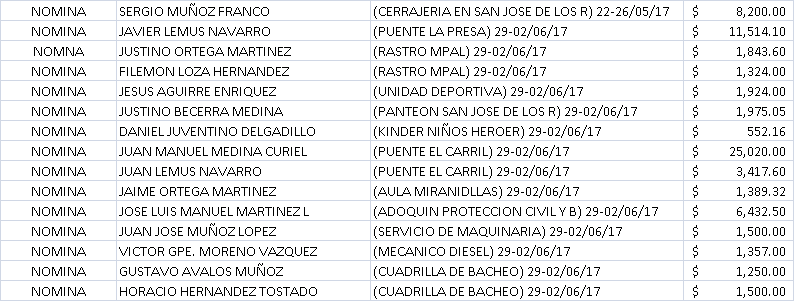 NOMINA SERGIO MUÑOZ FRANCO (CERRAJERIA EN SAN JOSE DE LOS R) 22-26/05/17 $ 8,200.00
NOMINA JAVIER LEMUS NAVARRO (PUENTE LA PRESA) 29-02/06/17 $ 11,514.10
NOMNA JUSTINO ORTEGA MARTINEZ (RASTRO MPAL) 29-02/06/17 $ 1,843.60
NOMINA FILEMON LOZA HERNANDEZ (RASTRO MPAL) 29-02/06/17 $ 1,324.00
NOMINA JESUS AGUIRRE ENRIQUEZ (UNIDAD DEPORTIVA) 29-02/06/17 $ 1,924.00
NOMINA JUSTINO BECERRA MEDINA (PANTEON SAN JOSE DE LOS R) 29-02/06/17 $ 1,975.05
NOMINA DANIEL JUVENTINO DELGADILLO (KINDER NIÑOS HEROER) 29-02/06/17 $ 552.16
NOMINA JUAN MANUEL MEDINA CURIEL (PUENTE EL CARRIL) 29-02/06/17 $ 25,020.00
NOMINA JUAN LEMUS NAVARRO (PUENTE EL CARRIL) 29-02/06/17 $ 3,417.60
NOMINA JAIME ORTEGA MARTINEZ (AULA MIRANIDLLAS) 29-02/06/17 $ 1,389.32
NOMINA JOSE LUIS MANUEL MARTINEZ L (ADOQUIN PROTECCION CIVIL Y B) 29-02/06/17 $ 6,432.50
NOMINA JUAN JOSE MUÑOZ LOPEZ (SERVICIO DE MAQUINARIA) 29-02/06/17 $ 1,500.00
NOMINA VICTOR GPE. MORENO VAZQUEZ (MECANICO DIESEL) 29-02/06/17 $ 1,357.00
NOMINA GUSTAVO AVALOS MUÑOZ (CUADRILLA DE BACHEO) 29-02/06/17 $ 1,250.00
NOMINA HORACIO HERNANDEZ TOSTADO (CUADRILLA DE BACHEO) 29-02/06/17 $ 1,500.00